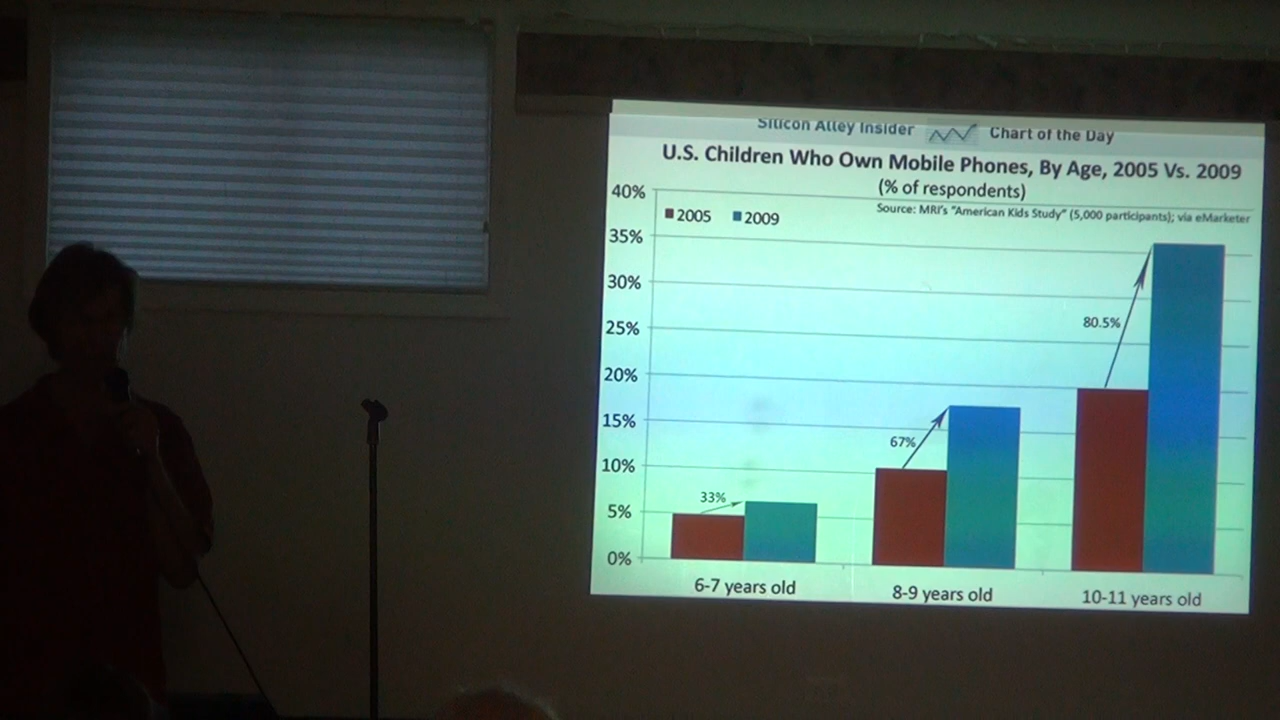 Silicon Alley Insider Chart of the Day
U.S. Children Who Own Mobile Phones, By Age, 2005 Vs. 2009
(% of respondents)
Source: MRI's "American Kids Study" (5,000 participants); via eMarketer
2005 2009
40%
35%
30%
25%
20%
15%
10%
5%
0%
33%
67%
80.5%
6-7 years old 8-9 years old 10-11 years old